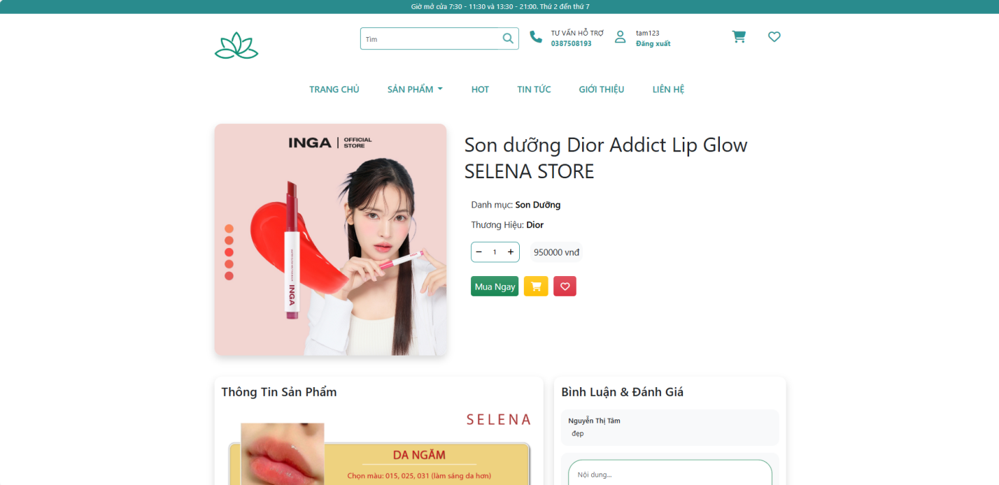 Giờ mở cửa 7:30 - 11:30 và 13:30 - 21:00. Thứ 2 đến thứ 7
Tìm
TƯ VẤN HỖ TRỢ
0387508193
tam123
Đăng xuất
TRANG CHỦ SẢN PHẨM HOT TIN TỨC GIỚI THIỆU LIÊN HỆ
INGA | OFFICIAL STORE
INGA
Son dưỡng Dior Addict Lip Glow
SELENA STORE
Danh mục: Son Dưỡng
Thương Hiệu: Dior
− 1 + 950000 vnđ
Mua Ngay
Thông Tin Sản Phẩm
SELENA
DA NGĂM
Chọn màu: 015, 025, 031 (làm sáng da hơn)
Bình Luận & Đánh Giá
Nguyễn Thị Tâm
đẹp
Nội dung...